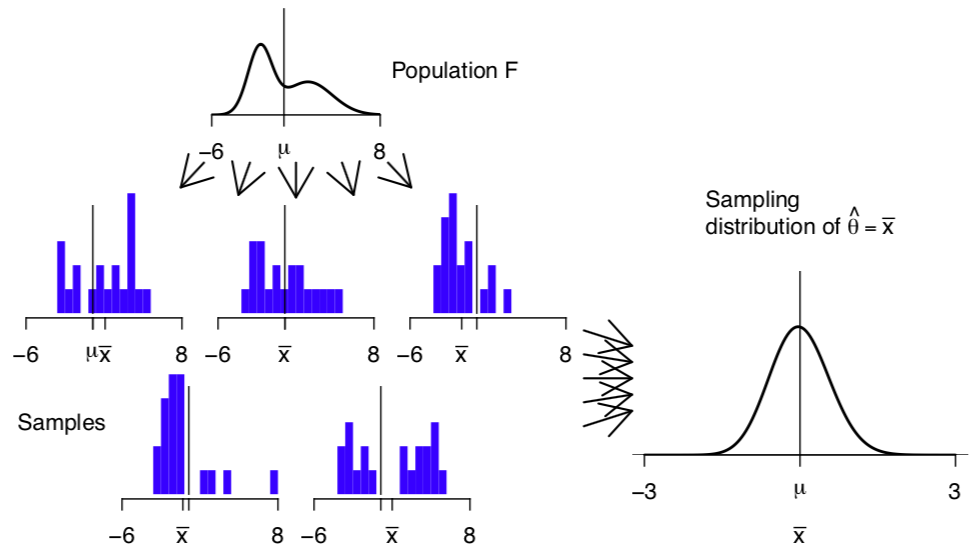 Population F
−6 μ 8
Sampling
distribution of θ̂ = x̄
−6 μ x̄ 8
−6 x̄ 8
−6 x̄ 8
Samples
−6 x̄ 8
−6 x̄ 8
−3 μ 3
x̄